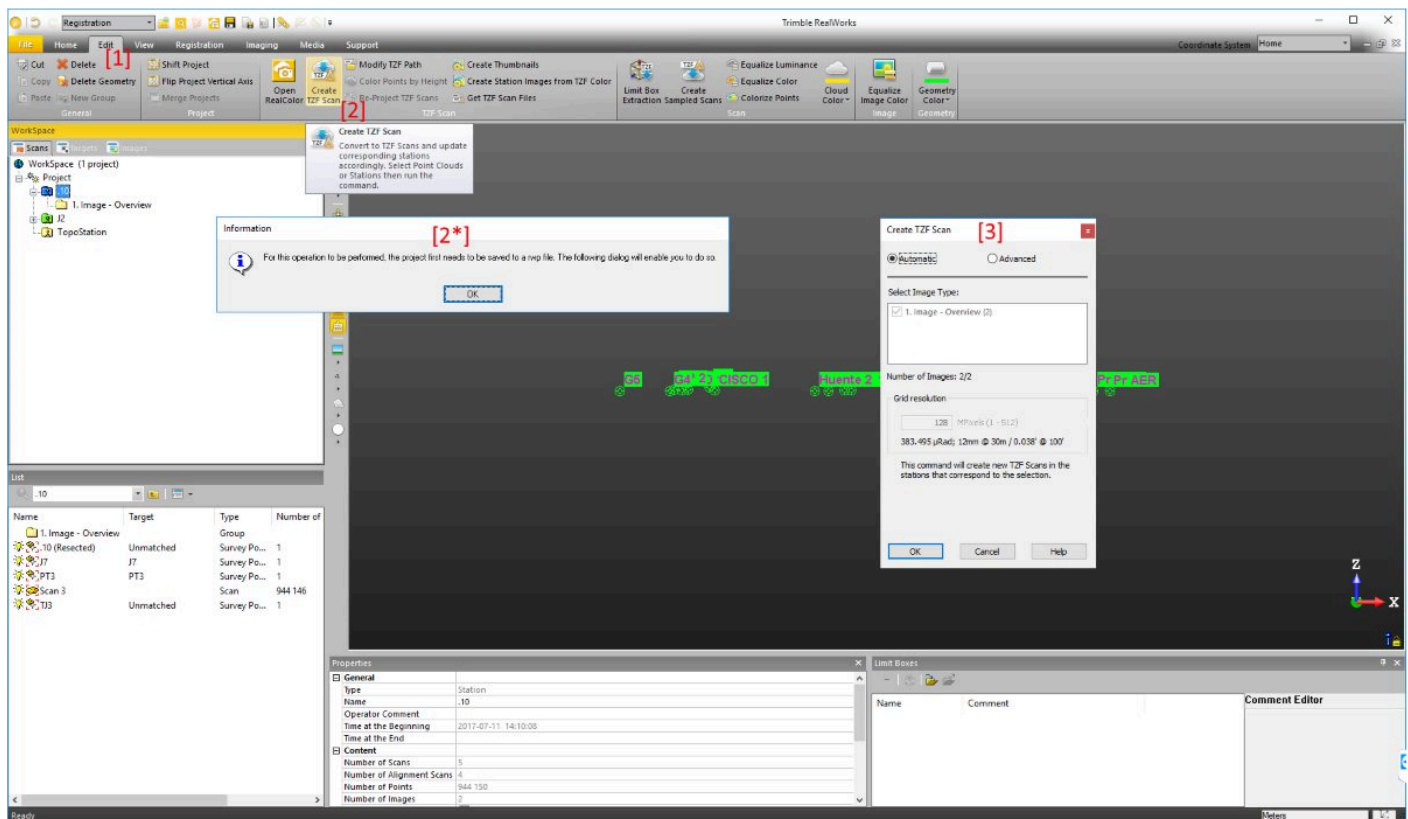 Registration
Trimble RealWorks
File Home Edit View Registration Imaging Media Support
Coordinate System Home
[1]
Cut Delete
Copy Delete Geometry
Paste New Group
General
Shift Project
Flip Project Vertical Axis
Merge Projects
Project
Open RealColor
Create TZF Scan
[2]
Modify TZF Path Create Thumbnails
Color Points by Height Create Station Images from TZF Color
Re-Project TZF Scans Get TZF Scan Files
TZF Scan
Limit Box Extraction
Create Sampled Scans
Equalize Luminance
Equalize Color
Colorize Points
Cloud Color
Scan
Equalize Image Color
Image
Geometry Color
Geometry
Create TZF Scan
Convert to TZF Scans and update
corresponding stations
accordingly. Select Point Clouds
or Stations then run the
command.
WorkSpace
Scans Targets Images
WorkSpace (1 project)
Project
.10
1. Image - Overview
J2
TopoStation
Information
[2*]
For this operation to be performed, the project first needs to be saved to a rwp file. The following dialog will enable you to do so.
OK
Create TZF Scan
[3]
Automatic Advanced
Select Image Type:
1. Image - Overview (2)
Number of Images: 2/2
Grid resolution
128 MPixels (1 - 512)
383.495 µRad; 12mm @ 30m / 0.038' @ 100'
This command will create new TZF Scans in the
stations that correspond to the selection.
OK Cancel Help
G6 CISCO 1 Huente 2 Pr Pr AER
Z
X
List
.10
Name Target Type Number of
1. Image - Overview Group
.10 (Resected) Unmatched Survey Po... 1
J7 J7 Survey Po... 1
PT3 PT3 Survey Po... 1
Scan 3 Scan 944 146
TJ3 Unmatched Survey Po... 1
Properties
General
Type Station
Name .10
Operator Comment
Time at the Beginning 2017-07-11 14:10:08
Time at the End
Content
Number of Scans 5
Number of Alignment Scans 4
Number of Points 944 150
Number of Images 2
Limit Boxes
Name Comment
Comment Editor
Ready
Meters